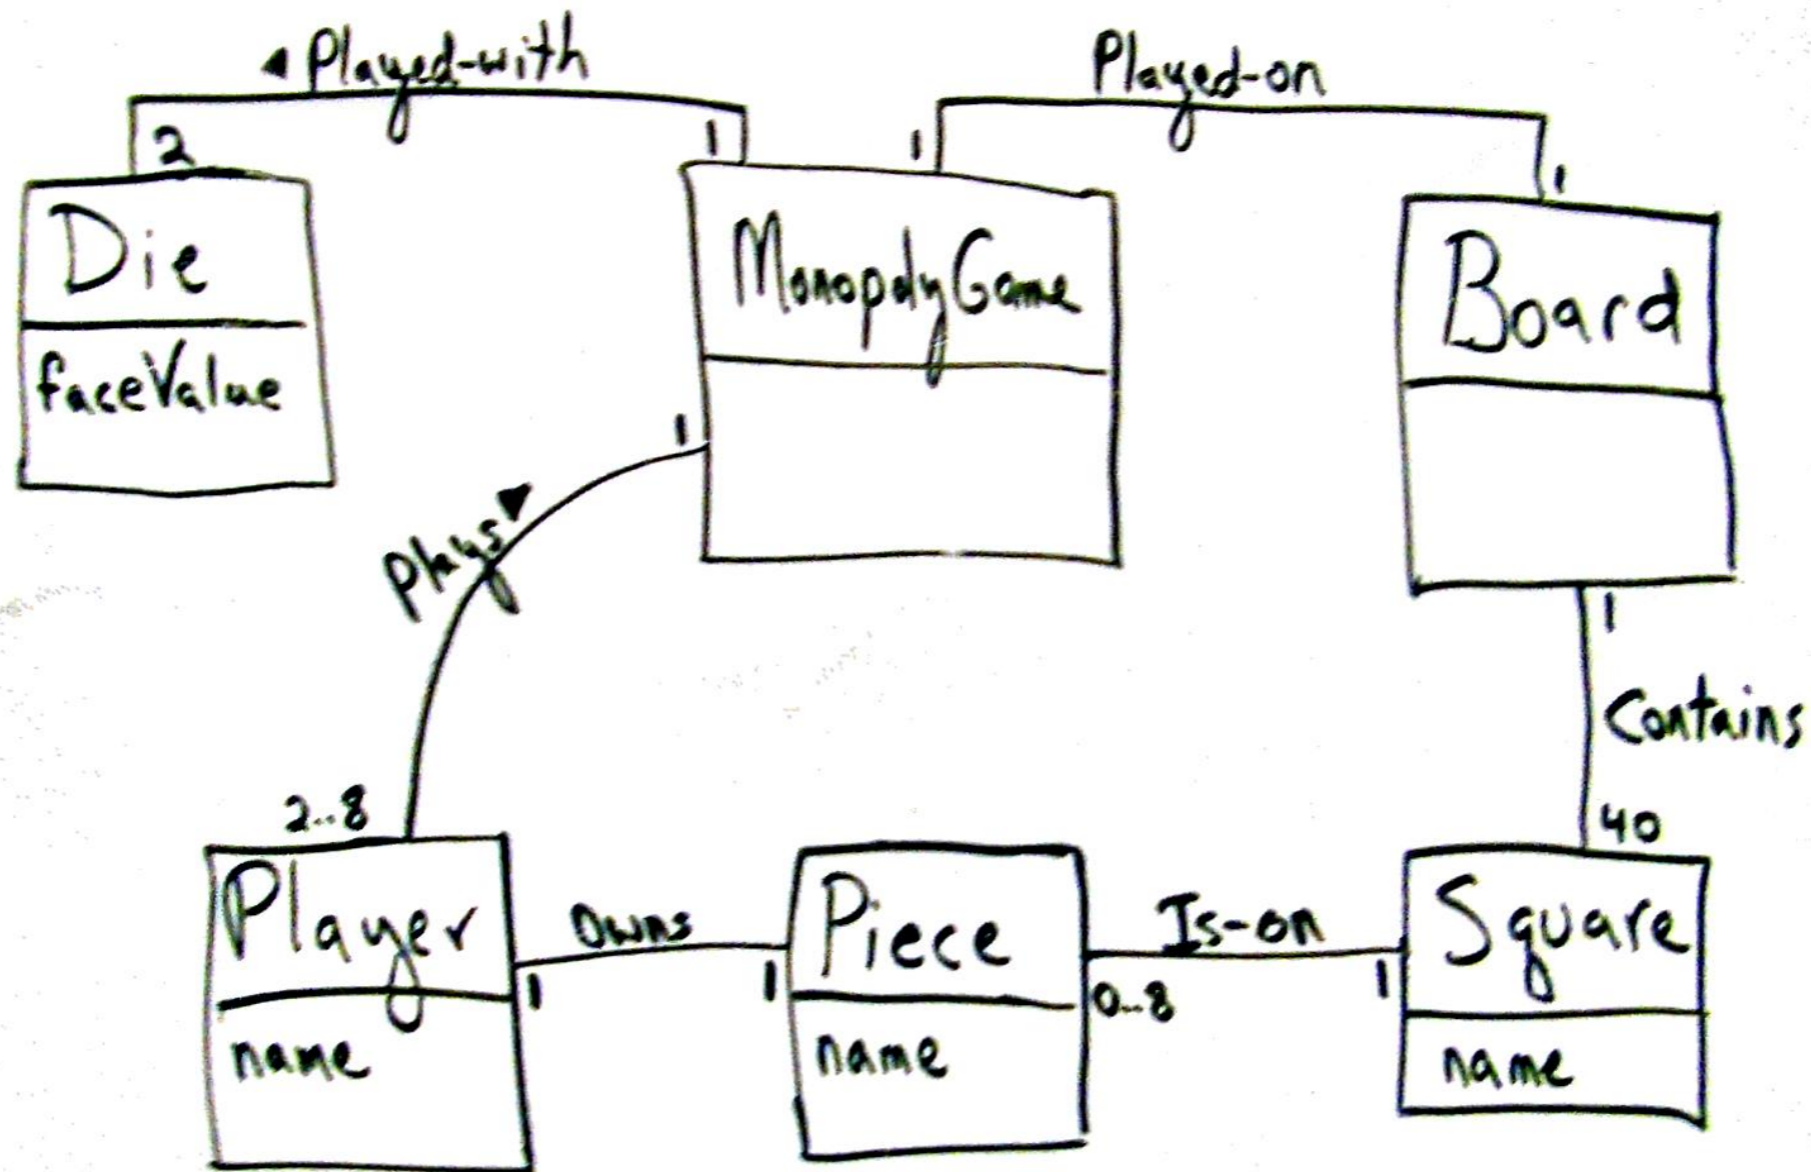 Played-with
Played-on
2
1
1
1
Die
MonopolyGame
Board
faceValue
1
Plays
1
Contains
2..8
40
Player
Owns
Piece
Is-on
Square
1
1
0..8
1
name
name
name